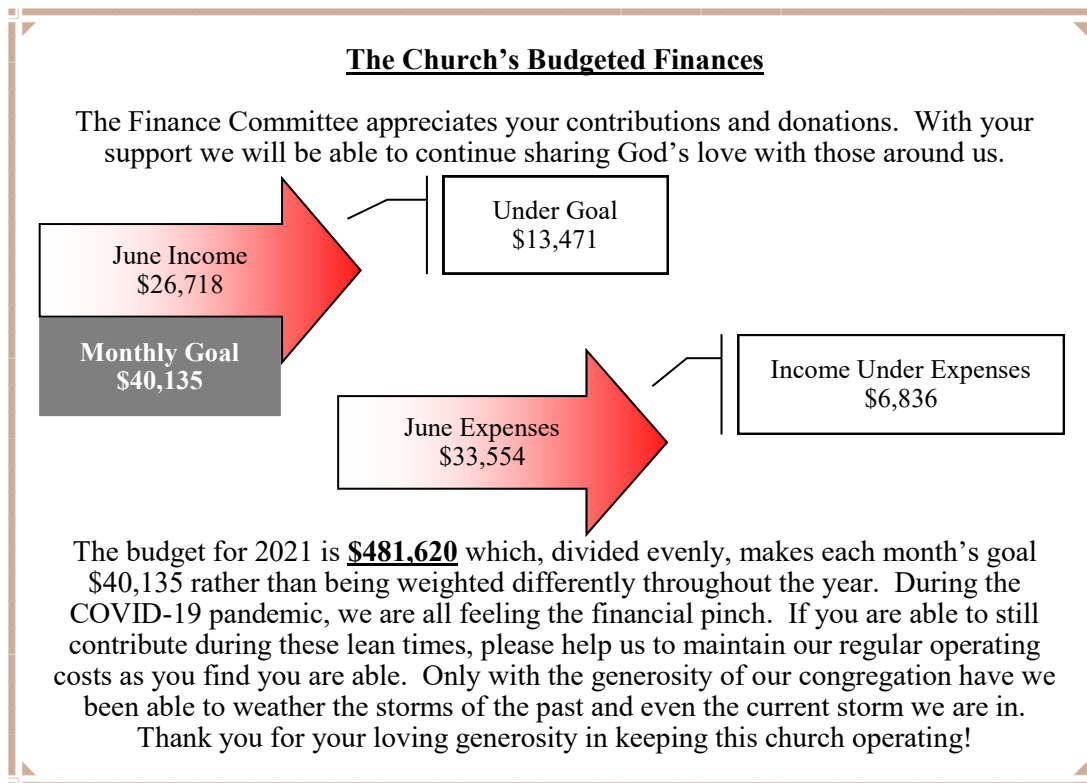 The Church’s Budgeted Finances
The Finance Committee appreciates your contributions and donations.  With your
support we will be able to continue sharing God’s love with those around us.
June Income
$26,718
Under Goal
$13,471
Monthly Goal
$40,135
Income Under Expenses
$6,836
June Expenses
$33,554
The budget for 2021 is $481,620 which, divided evenly, makes each month’s goal
$40,135 rather than being weighted differently throughout the year.  During the
COVID-19 pandemic, we are all feeling the financial pinch.  If you are able to still
contribute during these lean times, please help us to maintain our regular operating
costs as you find you are able.  Only with the generosity of our congregation have we
been able to weather the storms of the past and even the current storm we are in.
Thank you for your loving generosity in keeping this church operating!